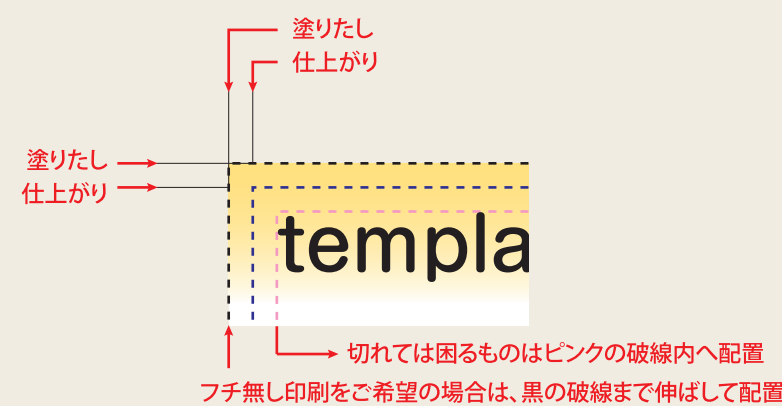 塗りたし
仕上がり
塗りたし
仕上がり
templa
切れては困るものはピンクの破線内へ配置
フチ無し印刷をご希望の場合は、黒の破線まで伸ばして配置